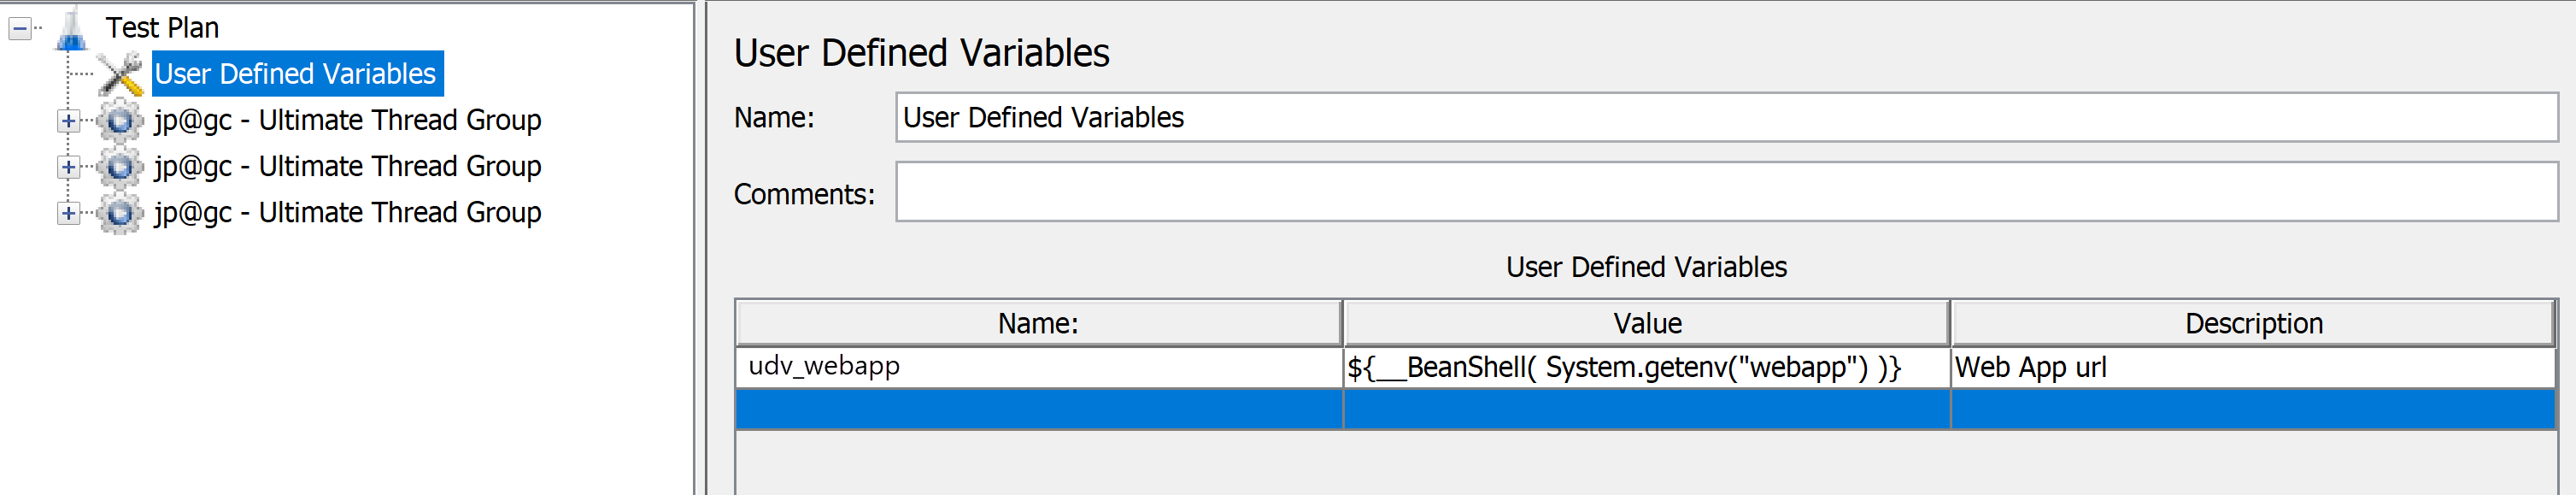 Test Plan
User Defined Variables
jp@gc - Ultimate Thread Group
jp@gc - Ultimate Thread Group
jp@gc - Ultimate Thread Group
User Defined Variables
Name: User Defined Variables
Comments:
User Defined Variables
Name: Value Description
udv_webapp ${__BeanShell( System.getenv("webapp") )} Web App url